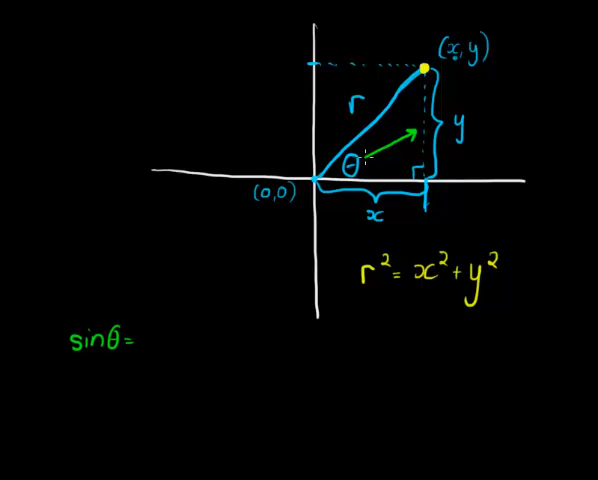 (x, y)
r
y
θ
(0,0)
x
r² = x² + y²
sinθ =